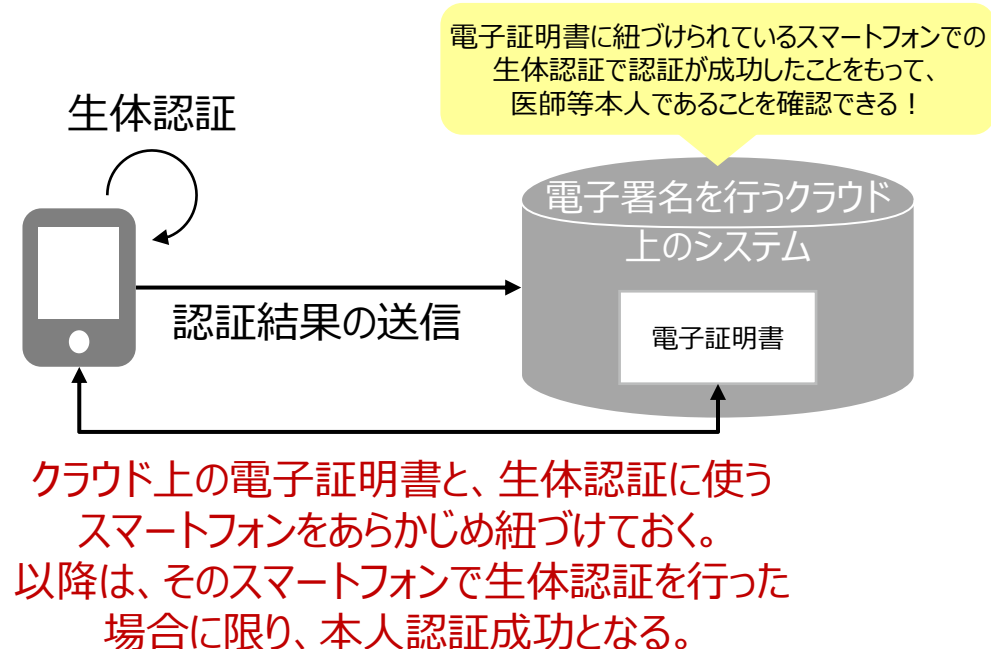 電子証明書に紐づけられているスマートフォンでの
生体認証で認証が成功したことをもって、
医師等本人であることを確認できる！
生体認証
電子署名を行うクラウド
上のシステム
認証結果の送信
電子証明書
クラウド上の電子証明書と、生体認証に使う
スマートフォンをあらかじめ紐づけておく。
以降は、そのスマートフォンで生体認証を行った
場合に限り、本人認証成功となる。